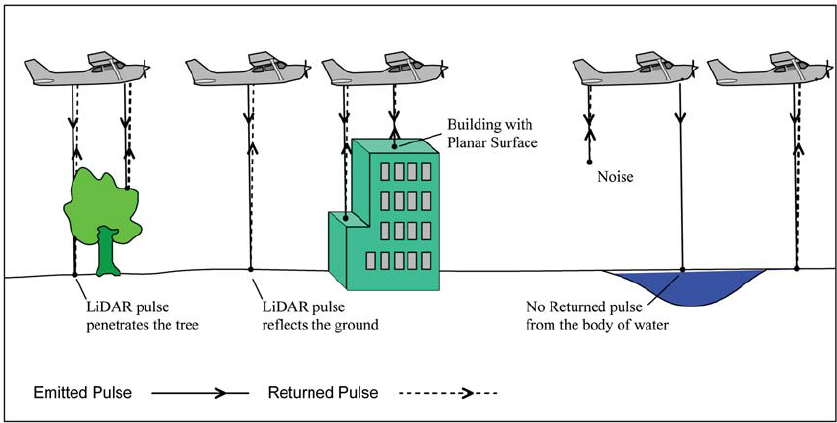 Building with
Planar Surface
Noise
LiDAR pulse
penetrates the tree
LiDAR pulse
reflects the ground
No Returned pulse
from the body of water
Emitted Pulse
Returned Pulse